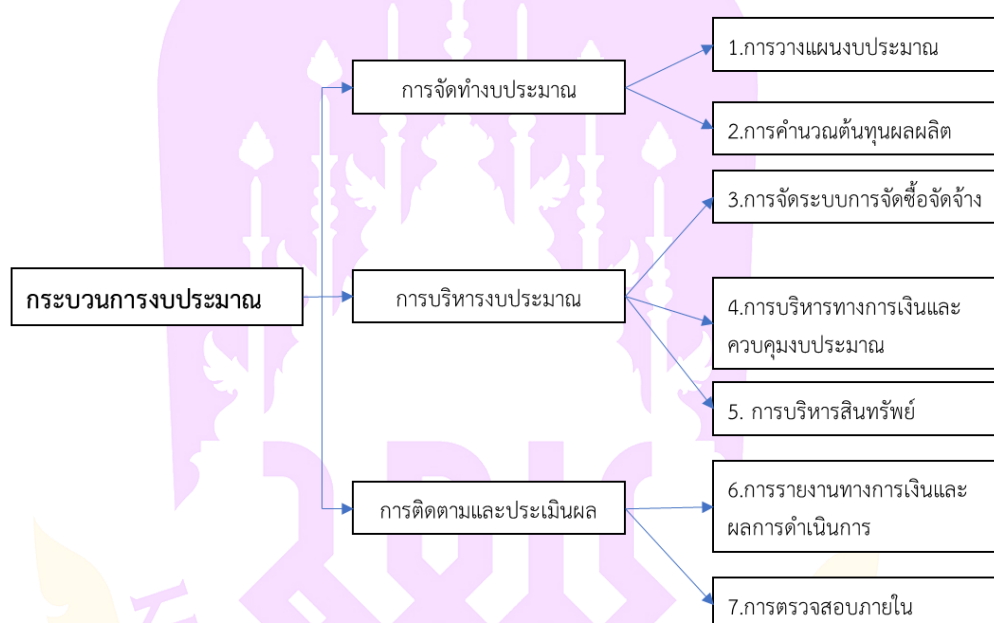 กระบวนการงบประมาณ
การจัดทำงบประมาณ
1.การวางแผนงบประมาณ
2.การคำนวณต้นทุนผลผลิต
การบริหารงบประมาณ
3.การจัดระบบการจัดซื้อจัดจ้าง
4.การบริหารทางการเงินและ
ควบคุมงบประมาณ
5. การบริหารสินทรัพย์
การติดตามและประเมินผล
6.การรายงานทางการเงินและ
ผลการดำเนินการ
7.การตรวจสอบภายใน